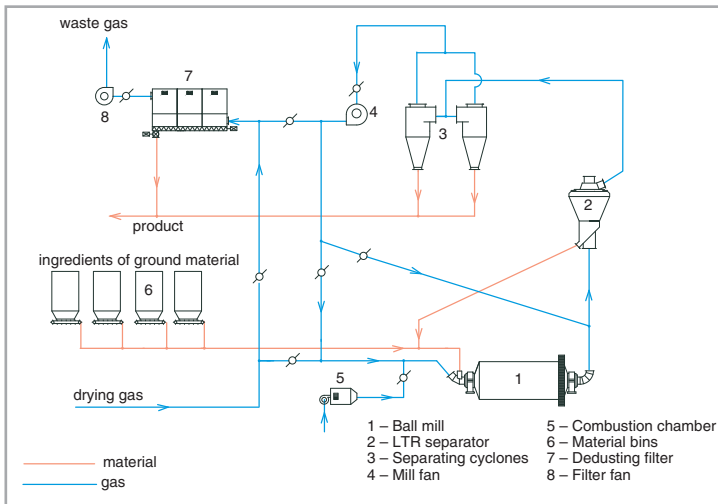 waste gas
7
8
4
3
2
product
ingredients of ground material
6
drying gas
5
1
1 – Ball mill
2 – LTR separator
3 – Separating cyclones
4 – Mill fan
5 – Combustion chamber
6 – Material bins
7 – Dedusting filter
8 – Filter fan
material
gas